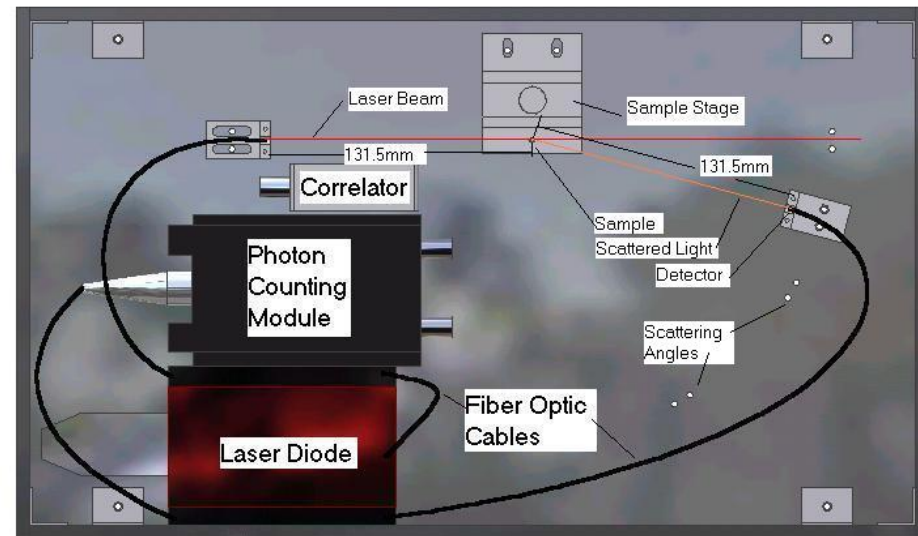 Laser Beam
Sample Stage
131.5mm
131.5mm
Correlator
Sample
Scattered Light
Detector
Photon
Counting
Module
Scattering
Angles
Fiber Optic
Cables
Laser Diode